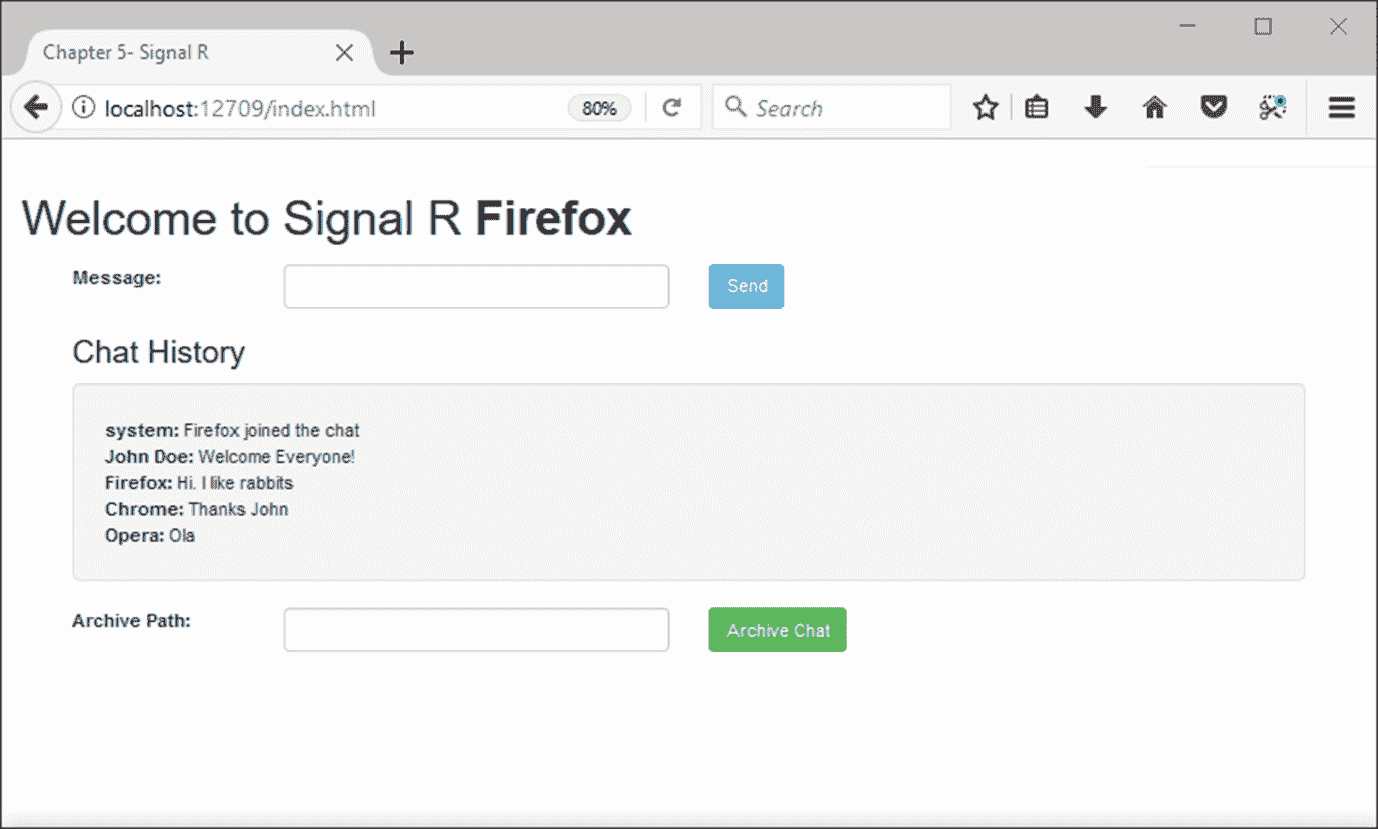 Chapter 5- Signal R
localhost:12709/index.html
80%
Search
Welcome to Signal R Firefox
Message:
Send
Chat History
system: Firefox joined the chat
John Doe: Welcome Everyone!
Firefox: Hi. I like rabbits
Chrome: Thanks John
Opera: Ola
Archive Path:
Archive Chat